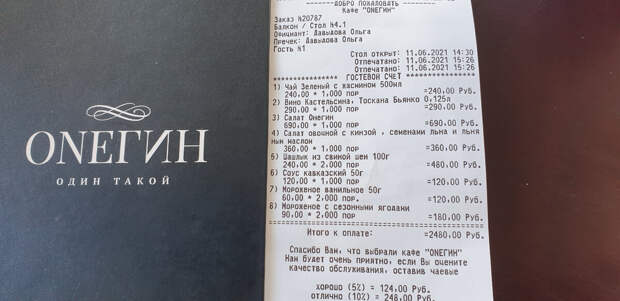 ONEГИН
ОДИН ТАКОЙ
-------ДОБРО ПОЖАЛОВАТЬ
Кафе "ONЕГИН"
Заказ N20787
Балкон / Стол N4.1
Официант: Давыдова Ольга
Пречек: Давыдова Ольга
Гость N1
Стол открыт: 11.06.2021 14:30
Отпечатано: 11.06.2021 15:26
Отпечатано: 11.06.2021 15:26
*************** ГОСТЕВОЙ СЧЕТ ***************
1) Чай Зеленый с жасмином 500мл
240,00 * 1,000 пор =240,00 Руб.
2) Вино Кастельсина, Тоскана Бьянко 0,125л
290,00 * 1,000 пор =290,00 Руб.
3) Салат Онегин
690,00 * 1,000 пор =690,00 Руб.
4) Салат овощной с кинзой , семенами льна и льня
ным маслом
360,00 * 1,000 пор =360,00 Руб.
5) Шашлык из свиной шеи 100г
240,00 * 2,000 пор =480,00 Руб.
6) Соус кавказский 50г
120,00 * 1,000 пор =120,00 Руб.
7) Мороженое ванильное 50г
60,00 * 2,000 пор. =120,00 Руб.
8) Мороженое с сезонными ягодами
90,00 * 2,000 пор =180,00 Руб.
Итого к оплате: =2480,00 Руб.
Спасибо Вам, что выбрали кафе "ONЕГИН"
Нам будет очень приятно, если Вы оцените
качество обслуживания, оставив чаевые
ХОРОШО (5%) = 124,00 Руб.
ОТЛИЧНО (10%) = 248,00 Руб.